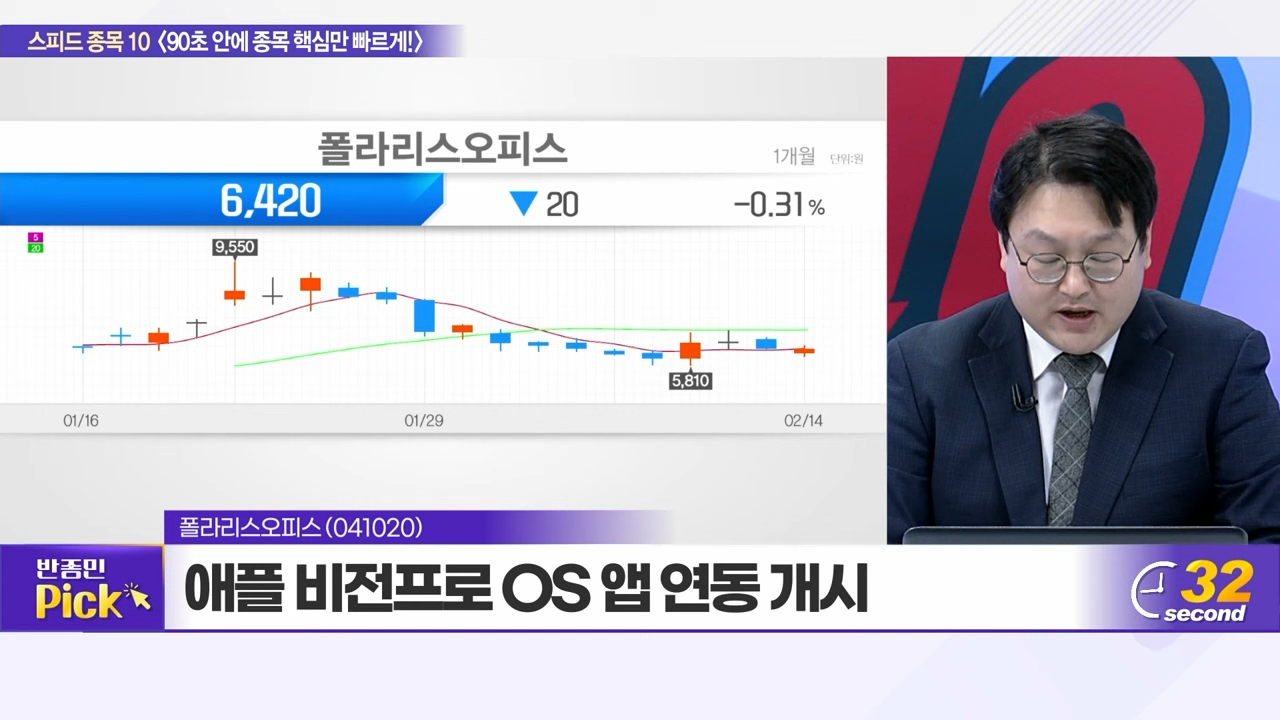 스피드 종목 10 〈90초 안에 종목 핵심만 빠르게!〉
폴라리스오피스
1개월 단위:원
6,420 ▼ 20 -0.31%
5
20
9,550
5,810
01/16 01/29 02/14
폴라리스오피스(041020)
반종민
Pick
애플 비전프로 OS 앱 연동 개시
32
second